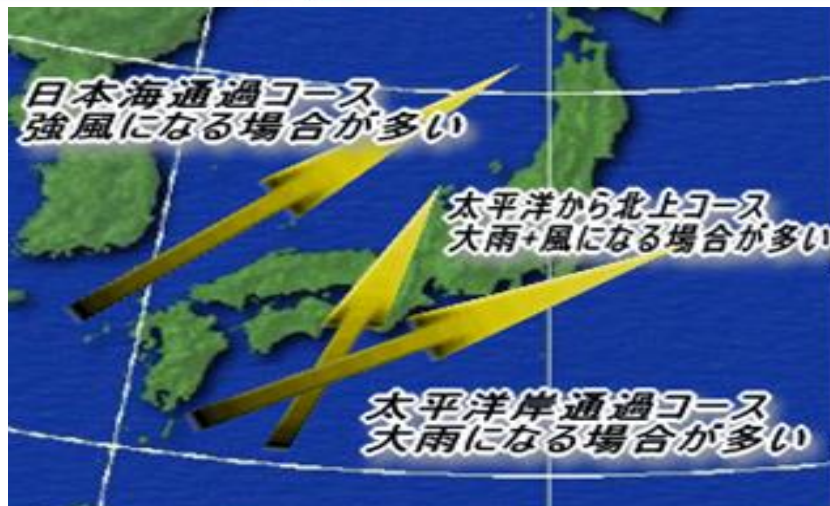 日本海通過コース
強風になる場合が多い
太平洋から北上コース
大雨+風になる場合が多い
太平洋岸通過コース
大雨になる場合が多い